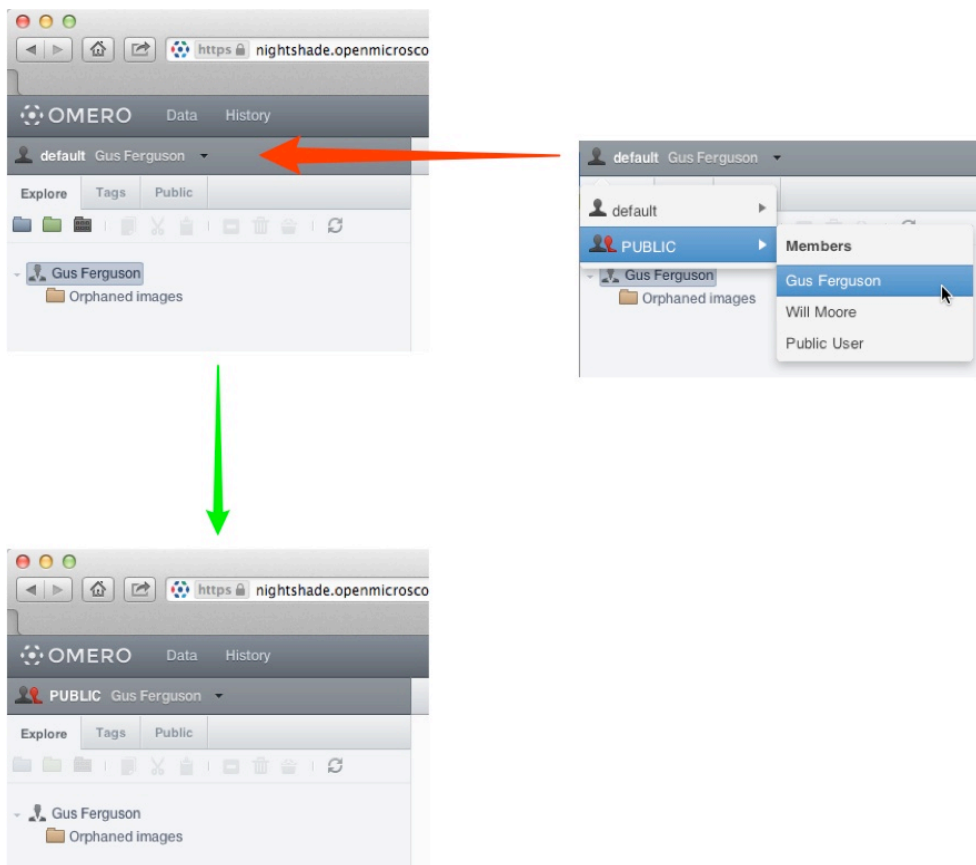 https nightshade.openmicrosco
OMERO Data History
default Gus Ferguson
Explore Tags Public
Gus Ferguson
Orphaned images
default Gus Ferguson
default
PUBLIC
Members
Gus Ferguson
Gus Ferguson
Orphaned images
Will Moore
Public User
https nightshade.openmicrosco
OMERO Data History
PUBLIC Gus Ferguson
Explore Tags Public
Gus Ferguson
Orphaned images